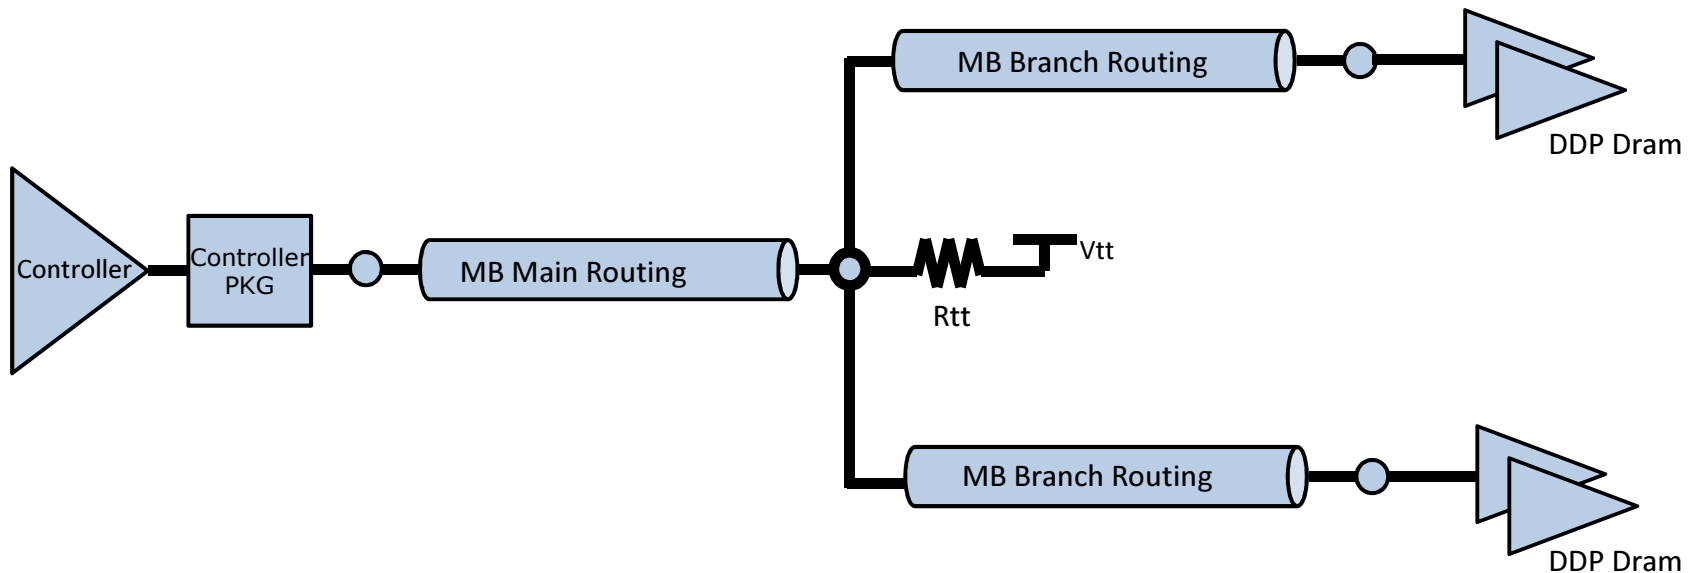 MB Branch Routing
DDP Dram
Controller
Controller
PKG
MB Main Routing
Vtt
Rtt
MB Branch Routing
DDP Dram